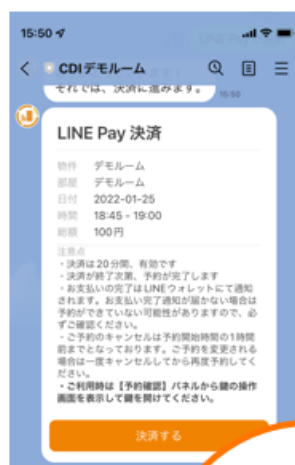 15:50
CDIデモルーム
それでは、決済に進みます。
15:50
LINE Pay 決済
物件 デモルーム
部屋 デモルーム
日付 2022-01-25
時間 18:45 - 19:00
総額 100円
注意点
・決済は20分間、有効です
・決済が終了次第、予約が完了します
・お支払いの完了はLINEウォレットにて通知
されます。お支払い完了通知が届かない場合は
予約ができていない可能性がありますので、必
ずご確認ください。
・ご予約のキャンセルは予約開始時間の1時間
前までとなっております。ご予約を変更される
場合は一度キャンセルしてから再度予約してく
ださい。
・ご利用時は【予約確認】パネルから鍵の操作
画面を表示して鍵を開けてください。
決済する